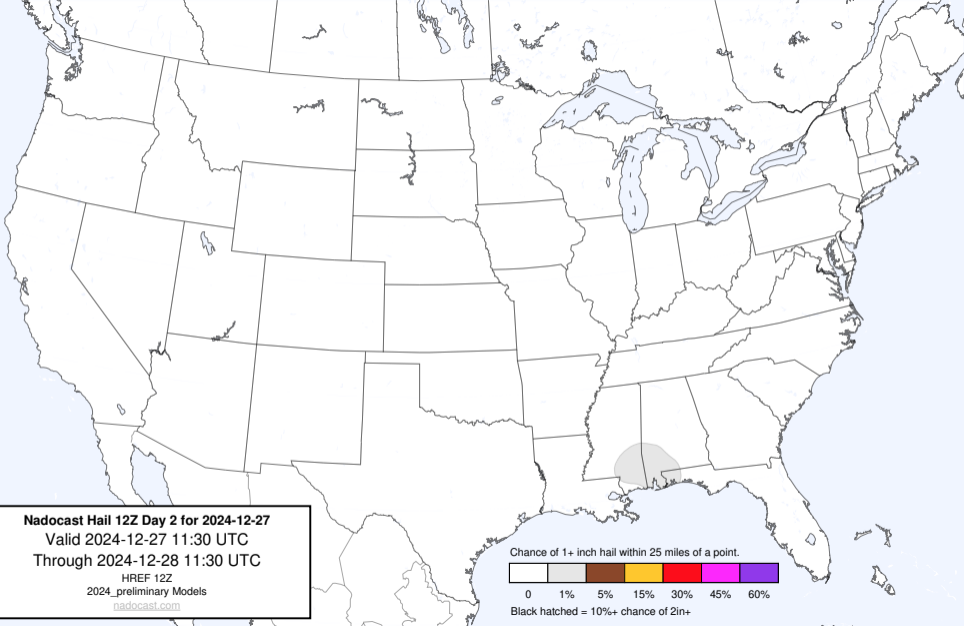 Nadocast Hail 12Z Day 2 for 2024-12-27
Valid 2024-12-27 11:30 UTC
Through 2024-12-28 11:30 UTC
HREF 12Z
2024_preliminary Models
nadocast.com
Chance of 1+ inch hail within 25 miles of a point.
0 1% 5% 15% 30% 45% 60%
Black hatched = 10%+ chance of 2in+